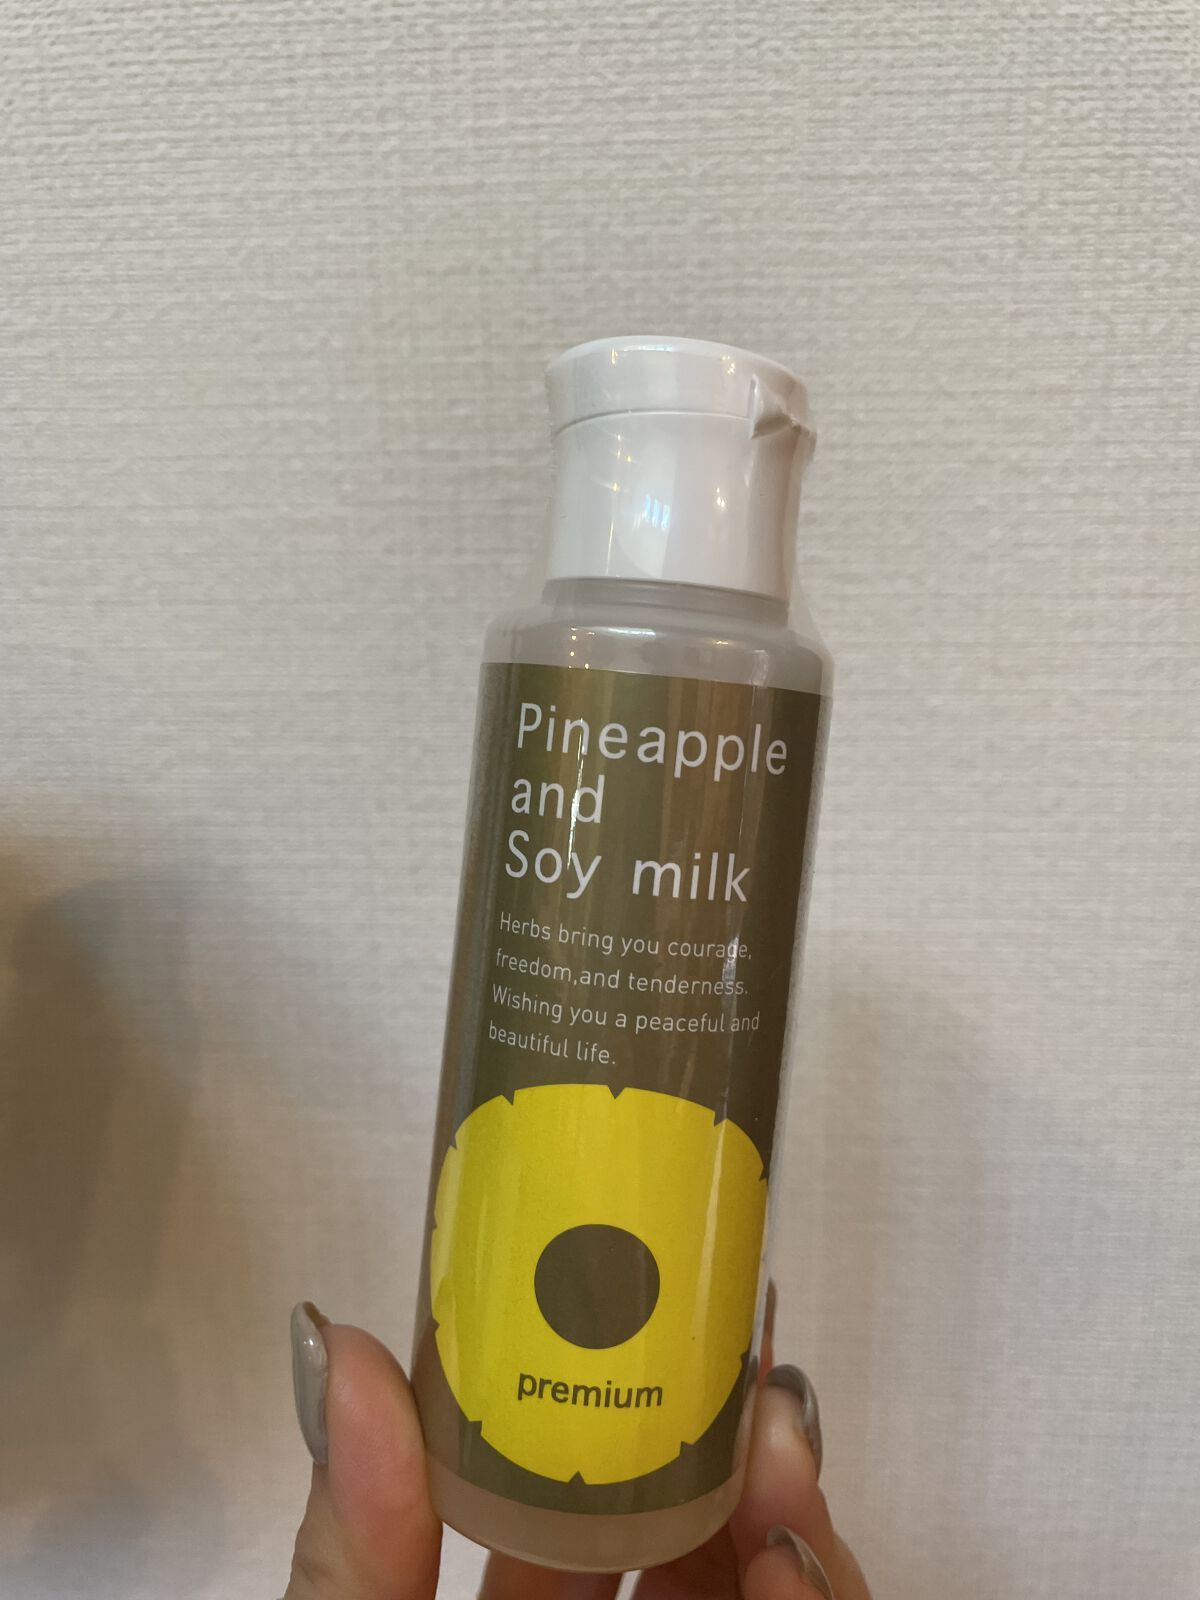 Pineapple
and
Soy milk
Herbs bring you courage,
freedom,and tenderness.
Wishing you a peaceful and
beautiful life.
premium